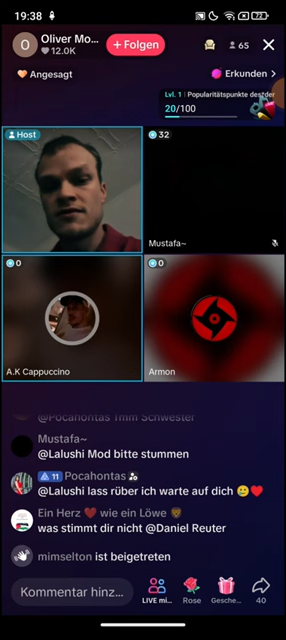 19:38
72
O
Oliver Mo...
12.0K
+ Folgen
65
Angesagt
Erkunden >
Lvl. 1 | Popularitätspunkte des
20/100
Host
32
Mustafa~
0
A.K Cappuccino
0
Armon
@Pocahontas
Schwester
Mustafa~
@Lalushi Mod bitte stummen
11 Pocahontas
@Lalushi lass rüber ich warte auf dich 🥲❤️
Ein Herz ❤️ wie ein Löwe 🦁
was stimmt dir nicht @Daniel Reuter
mimselton ist beigetreten
Kommentar hinz...
LIVE mi...
Rose
Gesche...
40